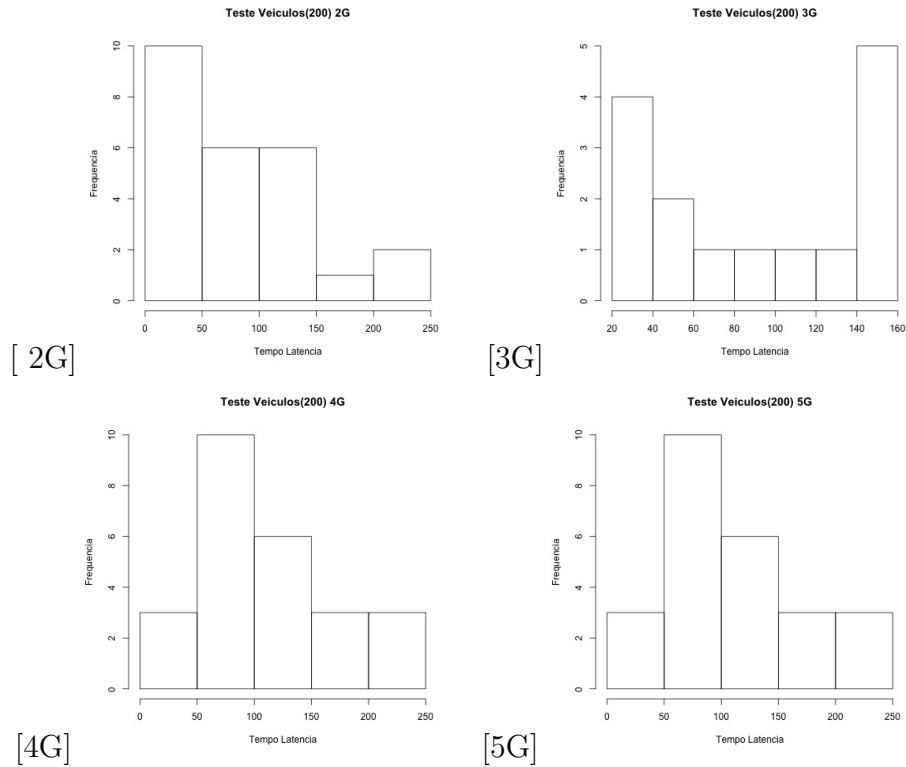 Teste Veiculos(200) 2G
Frequencia
0 2 4 6 8 10
0 50 100 150 200 250
Tempo Latencia
[ 2G]
Teste Veiculos(200) 3G
Frequencia
0 1 2 3 4 5
20 40 60 80 100 120 140 160
Tempo Latencia
[3G]
Teste Veiculos(200) 4G
Frequencia
0 2 4 6 8 10
0 50 100 150 200 250
Tempo Latencia
[4G]
Teste Veiculos(200) 5G
Frequencia
0 2 4 6 8 10
0 50 100 150 200 250
Tempo Latencia
[5G]